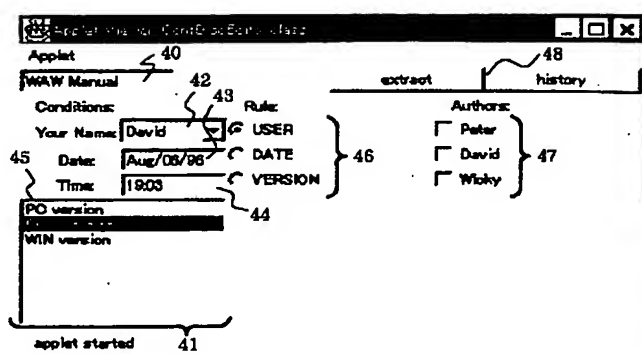 Applet
40
48
WAW Manual
42
extract
history
43
Conditions:
Rule:
Authors:
Your Name:
David
USER
Peter
Date:
Aug/06/96
DATE
46
David
47
45
Time:
19:03
VERSION
Wicky
44
PC version
WIN version
applet started
41